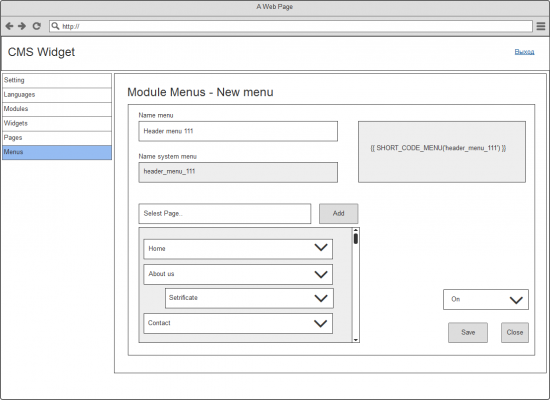 A Web Page
http://
CMS Widget
Выход
Setting
Languages
Modules
Widgets
Pages
Menus
Module Menus - New menu
Name menu
Header menu 111
Name system menu
header_menu_111
{{ SHORT_CODE_MENU('header_menu_111') }}
Selest Page..
Add
Home
About us
Setrificate
Contact
On
Save
Close